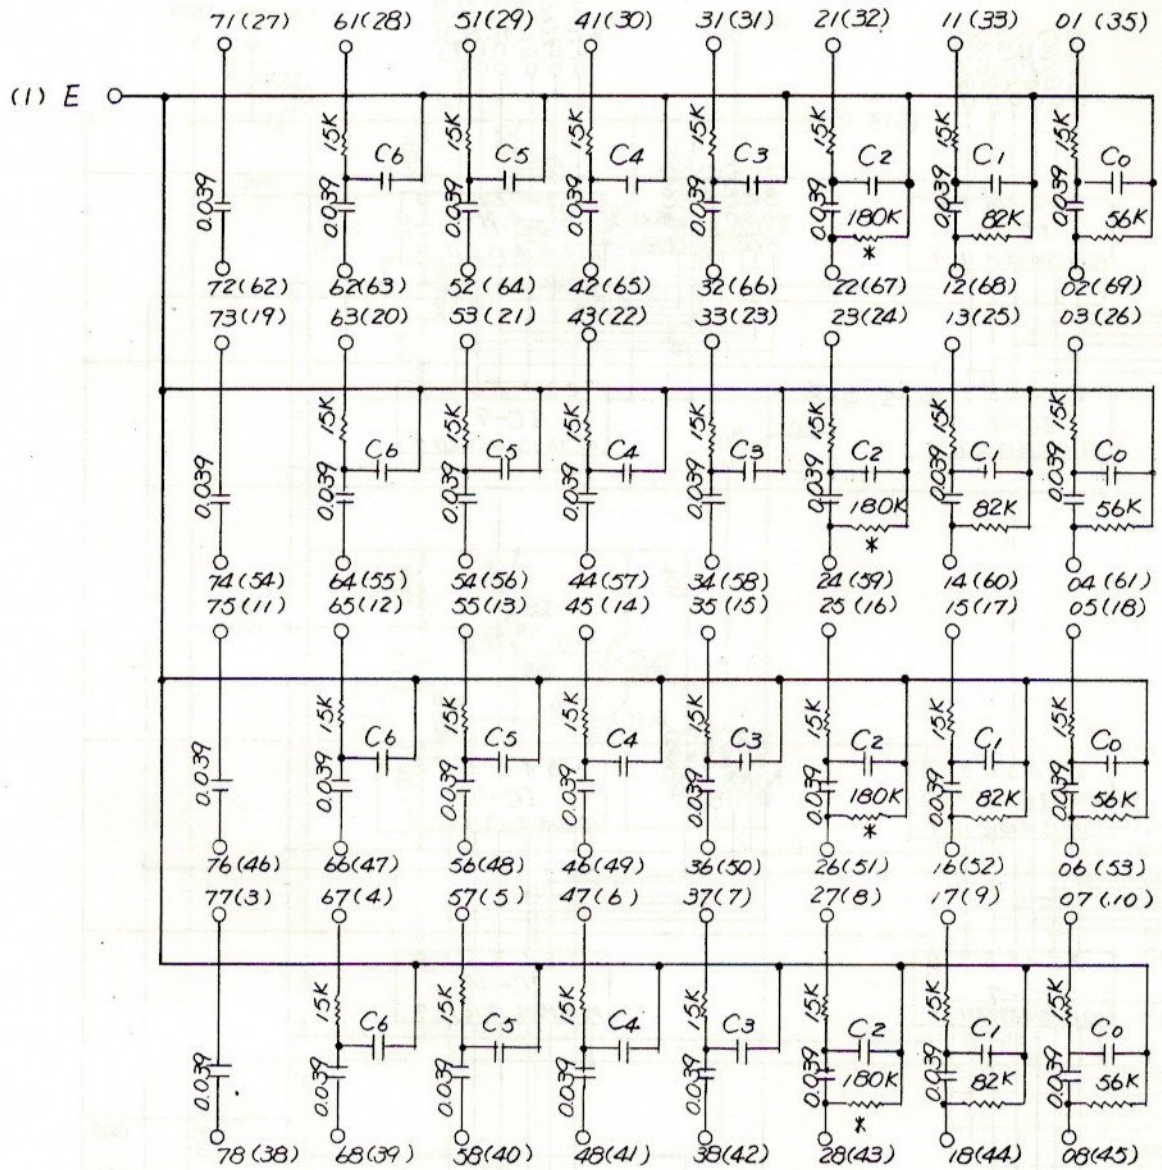 71(27) 61(28) 51(29) 41(30) 31(31) 21(32) 11(33) 01(35)
(1) E
15K 15K 15K 15K 15K 15K 15K
C6 C5 C4 C3 C2 C1 C0
0.039 0.039 0.039 0.039 0.039 0.039 0.039 0.039
180K 82K 56K
*
72(62) 62(63) 52(64) 42(65) 32(66) 22(67) 12(68) 02(69)
73(19) 63(20) 53(21) 43(22) 33(23) 23(24) 13(25) 03(26)
15K 15K 15K 15K 15K 15K 15K
C6 C5 C4 C3 C2 C1 C0
0.039 0.039 0.039 0.039 0.039 0.039 0.039 0.039
180K 82K 56K
*
74(54) 64(55) 54(56) 44(57) 34(58) 24(59) 14(60) 04(61)
75(11) 65(12) 55(13) 45(14) 35(15) 25(16) 15(17) 05(18)
15K 15K 15K 15K 15K 15K 15K
C6 C5 C4 C3 C2 C1 C0
0.039 0.039 0.039 0.039 0.039 0.039 0.039 0.039
180K 82K 56K
*
76(46) 66(47) 56(48) 46(49) 36(50) 26(51) 16(52) 06(53)
77(3) 67(4) 57(5) 47(6) 37(7) 27(8) 17(9) 07(10)
15K 15K 15K 15K 15K 15K 15K
C6 C5 C4 C3 C2 C1 C0
0.039 0.039 0.039 0.039 0.039 0.039 0.039 0.039
180K 82K 56K
*
78(38) 68(39) 58(40) 48(41) 38(42) 28(43) 18(44) 08(45)